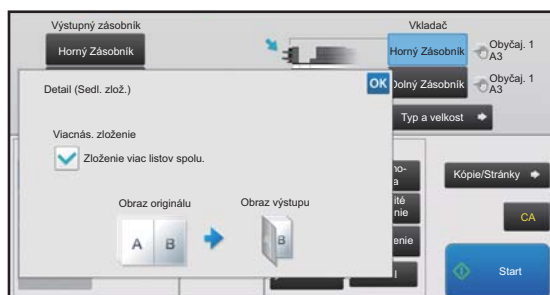 Výstupný zásobník
Vkladač
Horný Zásobník
Horný Zásobník
Obyčaj. 1
A3
Detail (Sedl. zlož.)
OK
Dolný Zásobník
Obyčaj. 1
A3
Typ a velkost
Viacnás. zloženie
Zloženie viac listov spolu.
Kópie/Stránky
Obraz originálu
Obraz výstupu
CA
A B
B
Start